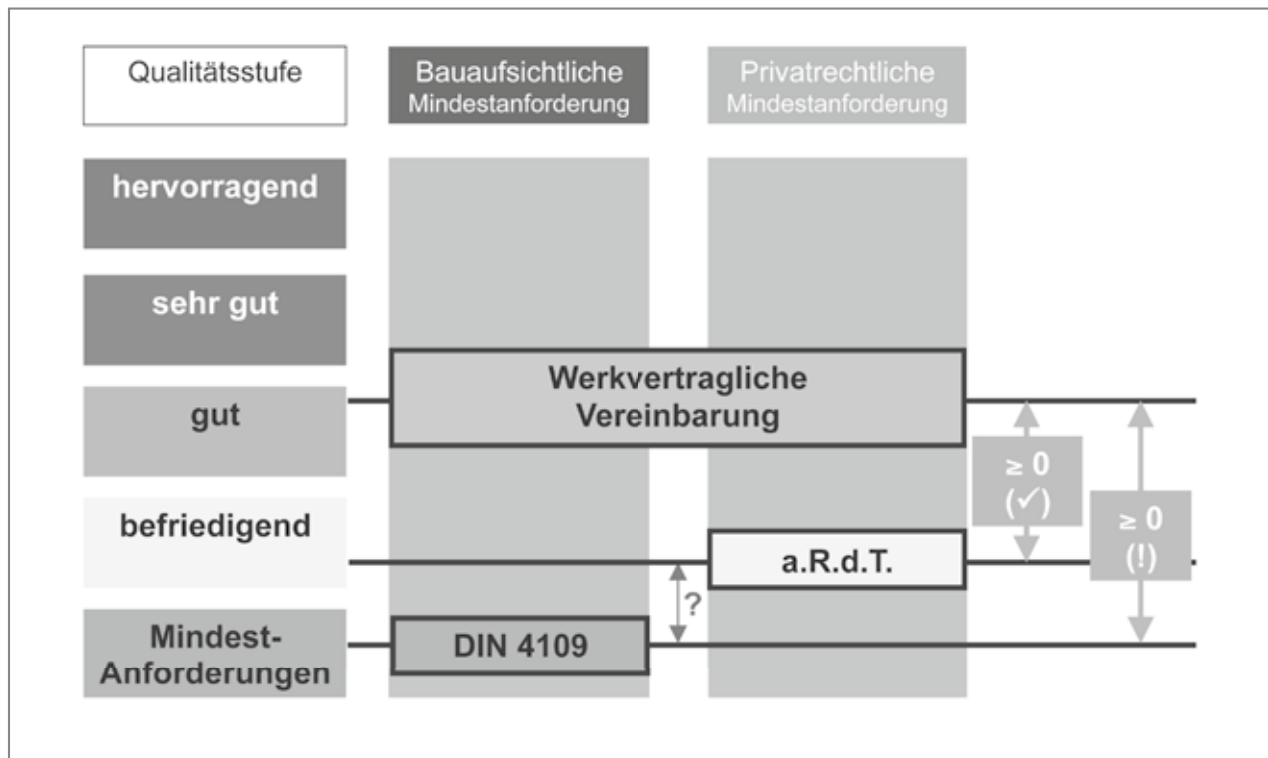 Qualitätsstufe
Bauaufsichtliche
Mindestanforderung
Privatrechtliche
Mindestanforderung
hervorragend
sehr gut
gut
Werkvertragliche
Vereinbarung
≥ 0
(✓)
≥ 0
(!)
befriedigend
a.R.d.T.
?
Mindest-
Anforderungen
DIN 4109